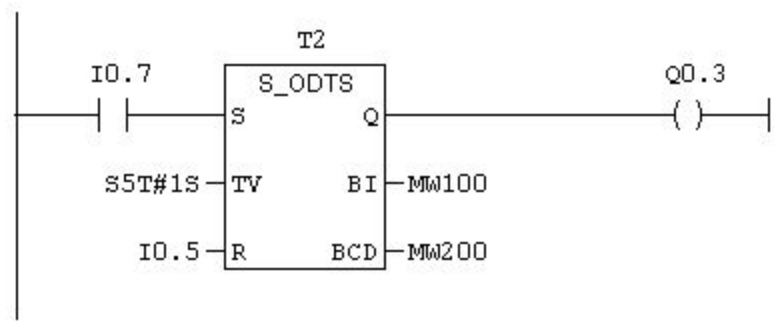 T2
I0.7
S_ODTS
Q0.3
S
Q
S5T#1S
TV
BI
MW100
I0.5
R
BCD
MW200